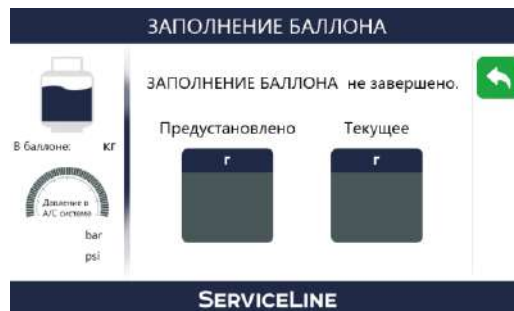 ЗАПОЛНЕНИЕ БАЛЛОНА
ЗАПОЛНЕНИЕ БАЛЛОНА не завершено.
Предустановлено Текущее
г г
В баллоне: кг
Давление в
А/С системе
bar
psi
SERVICELINE